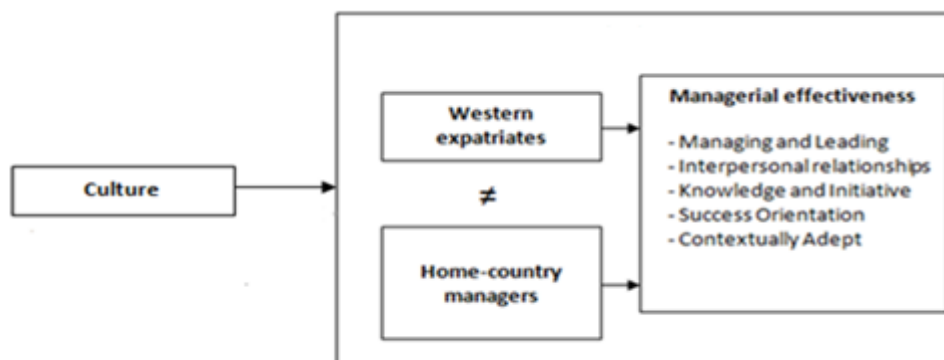 Culture
Western
expatriates
≠
Home-country
managers
Managerial effectiveness
- Managing and Leading
- Interpersonal relationships
- Knowledge and Initiative
- Success Orientation
- Contextually Adept